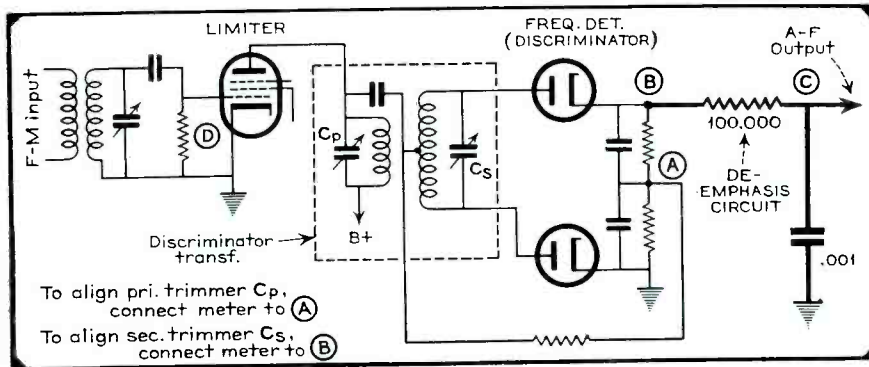 LIMITER
FREQ. DET.
(DISCRIMINATOR)
A-F
Output
F-M input
D
Cp
Cs
B+
B
A
C
100,000
DE-
EMPHASIS
CIRCUIT
.001
Discriminator
transf.
To align pri. trimmer Cp,
connect meter to A
To align sec. trimmer Cs,
connect meter to B